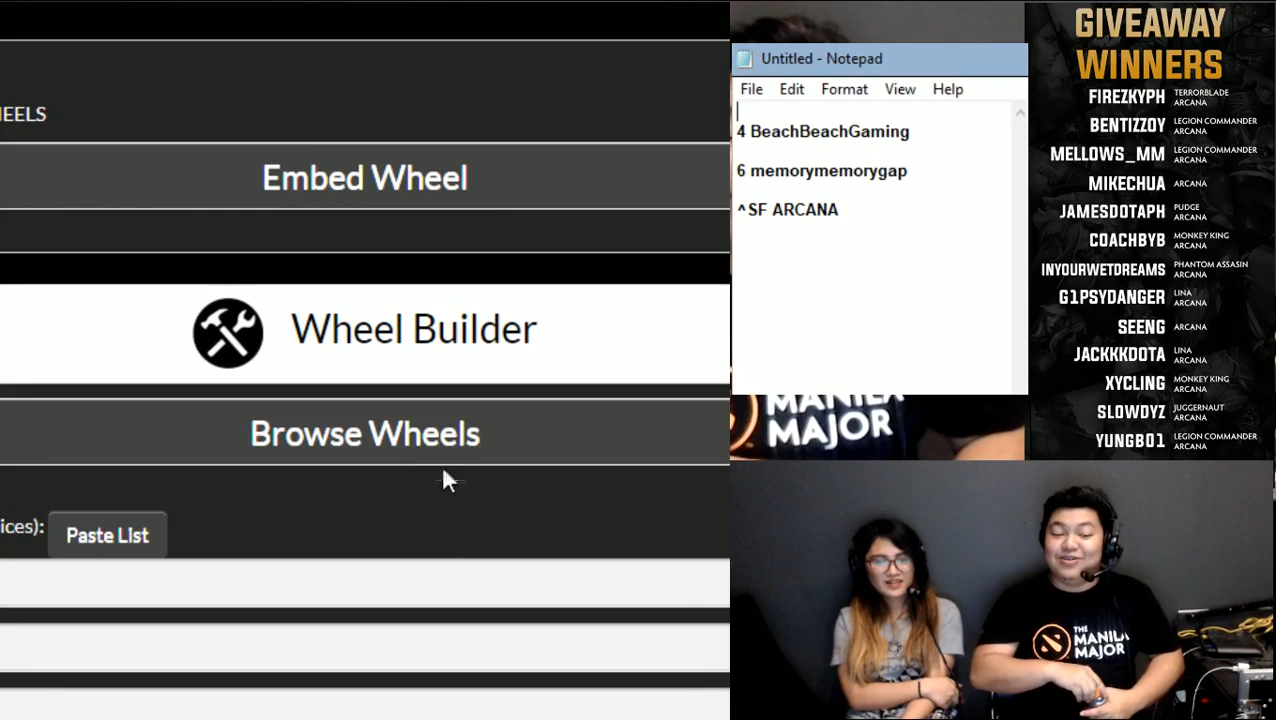 HEELS
Embed Wheel
Wheel Builder
Browse Wheels
ices): Paste List
Untitled - Notepad
File Edit Format View Help
4 BeachBeachGaming
6 memorymemorygap
^SF ARCANA
MANILA
MAJOR
GIVEAWAY
WINNERS
FIREZKYPH TERRORBLADE ARCANA
BENTIZZOY LEGION COMMANDER ARCANA
MELLOWS_MM LEGION COMMANDER ARCANA
MIKECHUA ARCANA
JAMESDOTAPH PUDGE ARCANA
COACHBYB MONKEY KING ARCANA
INYOURWETDREAMS PHANTOM ASSASIN ARCANA
G1PSYDANGER LINA ARCANA
SEENG ARCANA
JACKKKDOTA LINA ARCANA
XYCLING MONKEY KING ARCANA
SLOWDYZ JUGGERNAUT ARCANA
YUNGB01 LEGION COMMANDER ARCANA
THE
MANILA
MAJOR